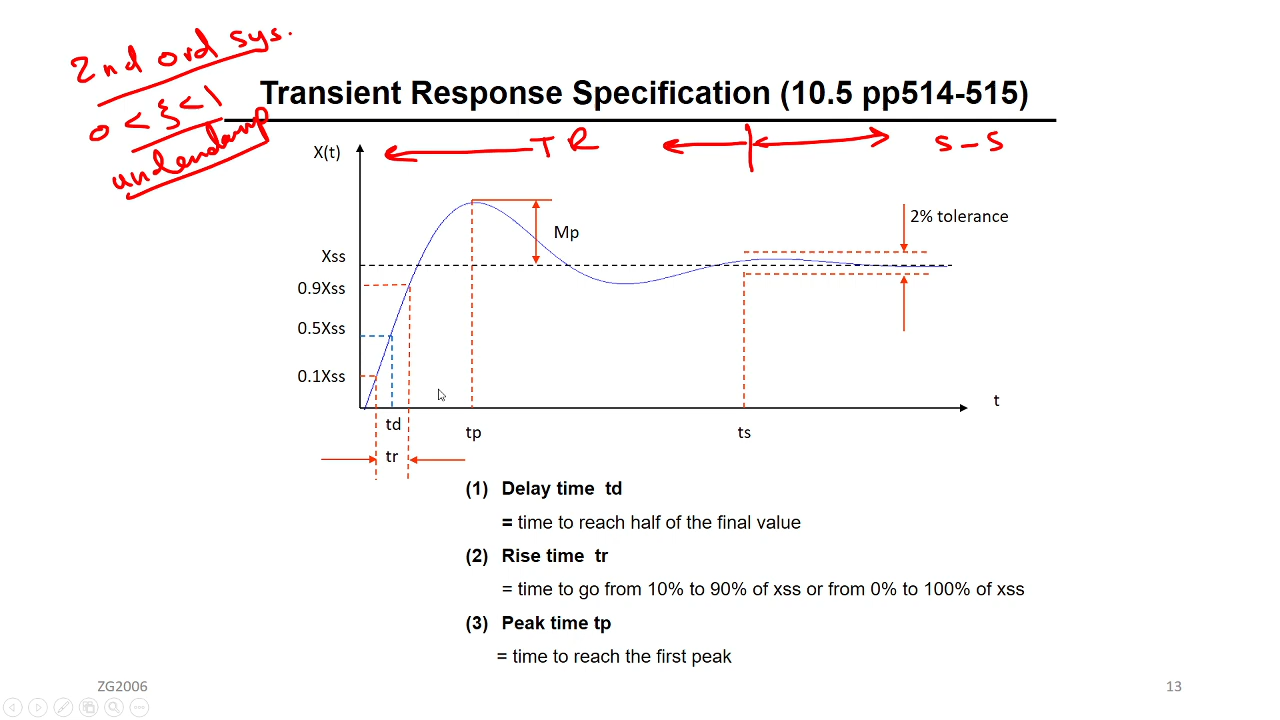 2nd ord sys.
0 < ξ < 1
underdamp
Transient Response Specification (10.5 pp514-515)
TR
S-S
X(t)
2% tolerance
Mp
Xss
0.9Xss
0.5Xss
0.1Xss
t
td
tp
ts
tr
(1) Delay time td
= time to reach half of the final value
(2) Rise time tr
= time to go from 10% to 90% of xss or from 0% to 100% of xss
(3) Peak time tp
= time to reach the first peak
ZG2006
13